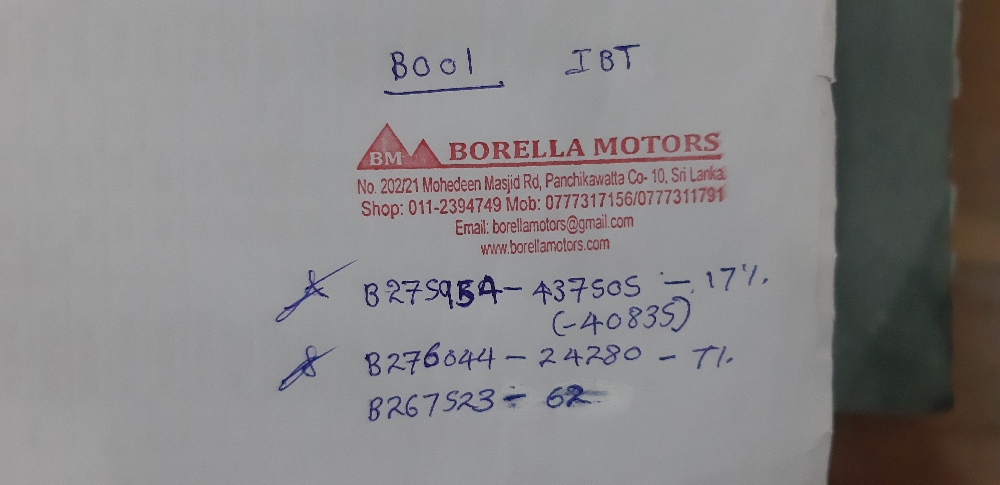 B001 IBT
BM BORELLA MOTORS
No. 202/21 Mohedeen Masjid Rd, Panchikawatta Co- 10, Sri Lanka.
Shop: 011-2394749 Mob: 0777317156/0777311791
Email: borellamotors@gmail.com
www.borellamotors.com
B275954 - 437505 - 17%.
(-40835)
B276044 - 24280 - 7%.
B267523 - 62